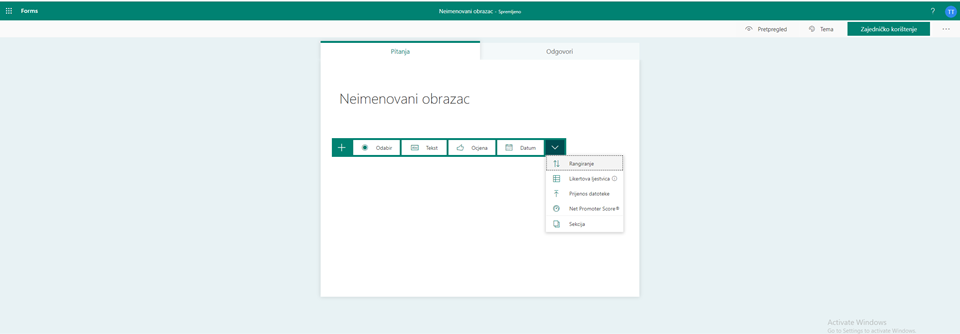 Forms
Neimenovani obrazac - Spremljeno
? TT
Pretpregled Tema Zajedničko korištenje ...
Pitanja Odgovori
Neimenovani obrazac
Odabir Tekst Ocjena Datum
Rangiranje
Likertova ljestvica
Prijenos datoteke
Net Promoter Score®
Sekcija
Activate Windows
Go to Settings to activate Windows.